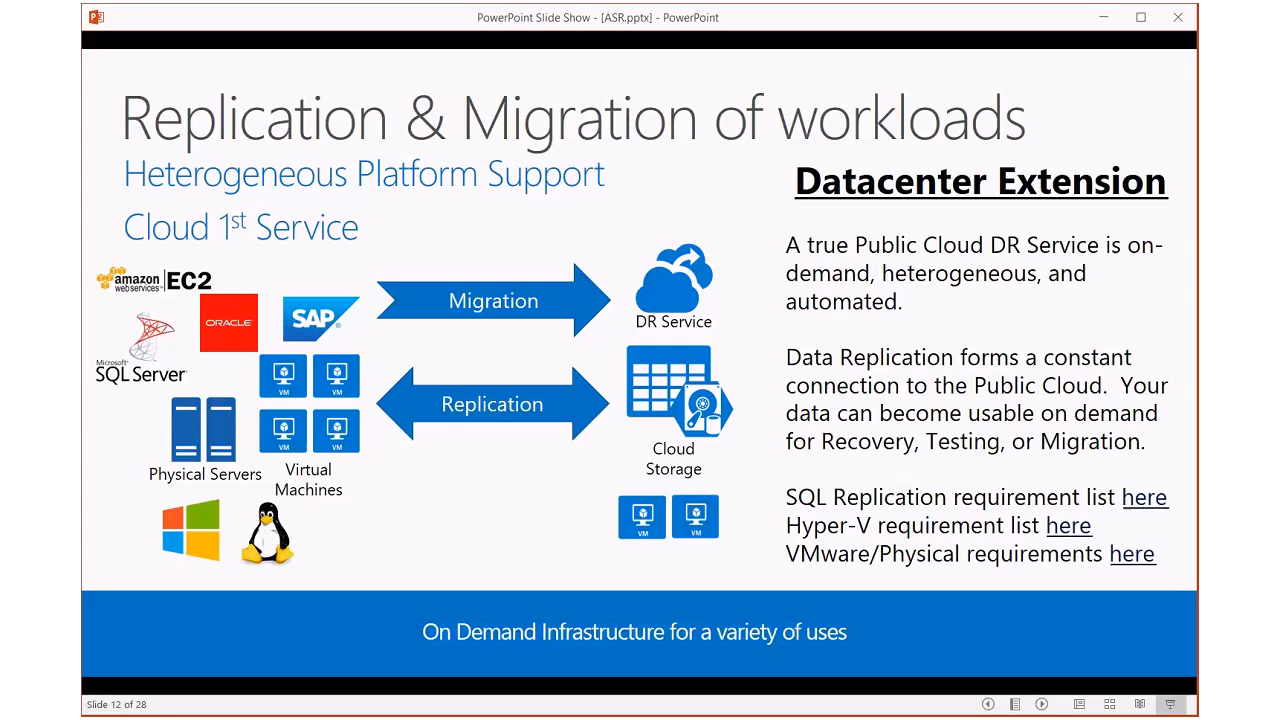 PowerPoint Slide Show - [ASR.pptx] - PowerPoint
Replication & Migration of workloads
Heterogeneous Platform Support
Cloud 1st Service
Datacenter Extension
amazon
web services™
EC2
ORACLE
SAP
Microsoft®
SQL Server®
VM
VM
VM
VM
Physical Servers
Virtual
Machines
Migration
Replication
DR Service
Cloud
Storage
VM
VM
A true Public Cloud DR Service is on-
demand, heterogeneous, and
automated.
Data Replication forms a constant
connection to the Public Cloud. Your
data can become usable on demand
for Recovery, Testing, or Migration.
SQL Replication requirement list here
Hyper-V requirement list here
VMware/Physical requirements here
On Demand Infrastructure for a variety of uses
Slide 12 of 28